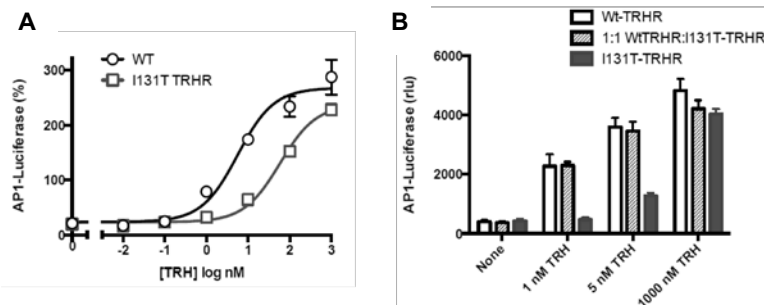 A
WT
I131T TRHR
AP1-Luciferase (%)
300
200
100
0
0
-2
-1
0
1
2
3
[TRH] log nM
B
Wt-TRHR
1:1 WtTRHR:I131T-TRHR
I131T-TRHR
AP1-Luciferase (rlu)
6000
4000
2000
0
None
1 nM TRH
5 nM TRH
1000 nM TRH